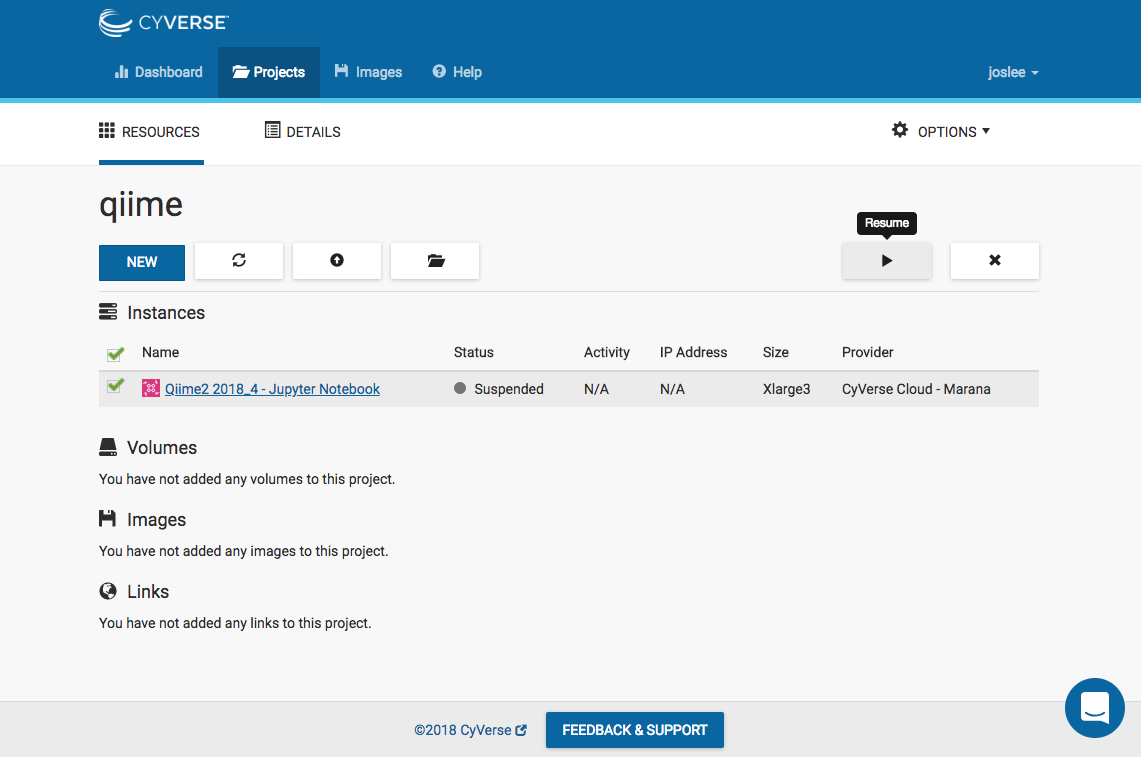 CYVERSE
Dashboard Projects Images Help joslee
RESOURCES DETAILS OPTIONS
qiime
Resume
NEW
Instances
Name Status Activity IP Address Size Provider
Qiime2 2018_4 - Jupyter Notebook Suspended N/A N/A Xlarge3 CyVerse Cloud - Marana
Volumes
You have not added any volumes to this project.
Images
You have not added any images to this project.
Links
You have not added any links to this project.
©2018 CyVerse FEEDBACK & SUPPORT